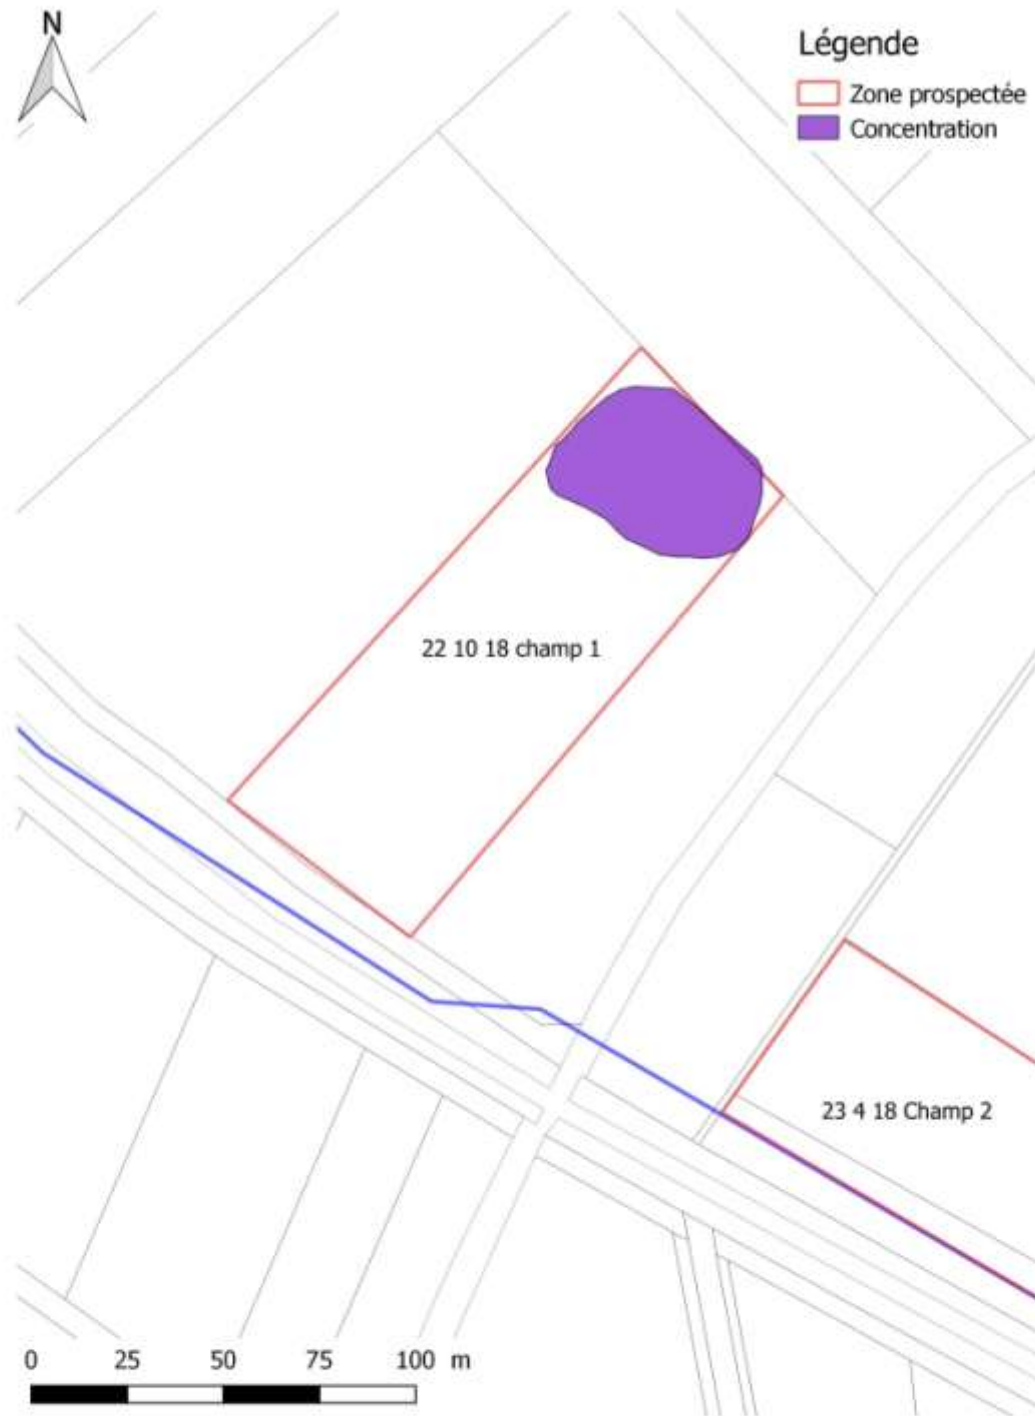 N
Légende
Zone prospectée
Concentration
22 10 18 champ 1
23 4 18 Champ 2
0 25 50 75 100 m